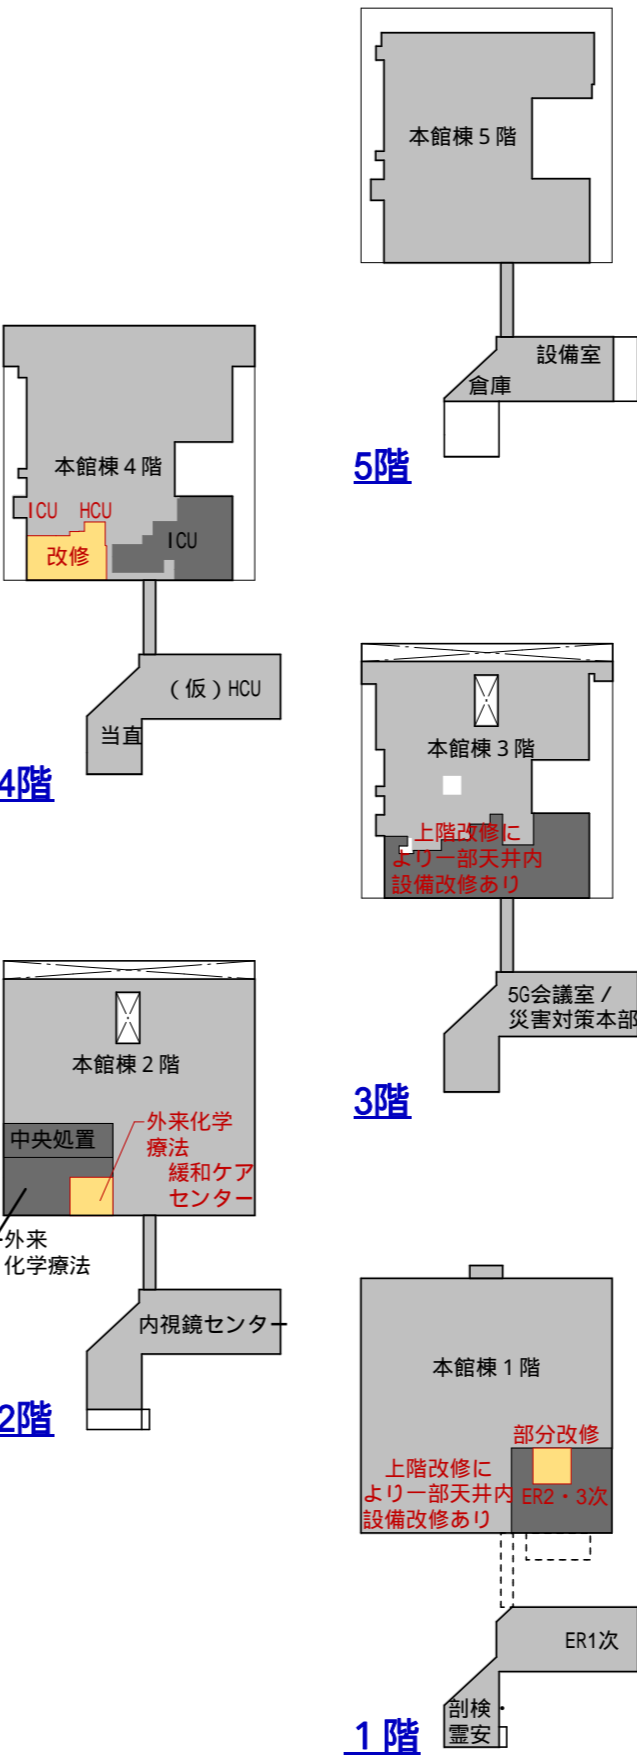 本館棟５階
設備室
倉庫
5階
本館棟４階
ICU HCU
改修
ICU
（仮）HCU
当直
4階
本館棟３階
上階改修に
より一部天井内
設備改修あり
5G会議室／
災害対策本部
3階
本館棟２階
中央処置
外来化学
療法
緩和ケア
センター
外来
化学療法
内視鏡センター
2階
本館棟１階
部分改修
上階改修に
より一部天井内
設備改修あり
ER2・3次
ER1次
剖検・
霊安
１階